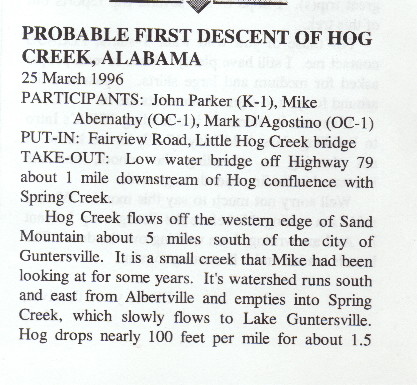 PROBABLE FIRST DESCENT OF HOG
CREEK, ALABAMA
25 March 1996
PARTICIPANTS: John Parker (K-1), Mike
Abernathy (OC-1), Mark D'Agostino (OC-1)
PUT-IN: Fairview Road, Little Hog Creek bridge
TAKE-OUT: Low water bridge off Highway 79
about 1 mile downstream of Hog confluence with
Spring Creek.
Hog Creek flows off the western edge of Sand
Mountain about 5 miles south of the city of
Guntersville. It is a small creek that Mike had been
looking at for some years. It's watershed runs south
and east from Albertville and empties into Spring
Creek, which slowly flows to Lake Guntersville.
Hog drops nearly 100 feet per mile for about 1.5